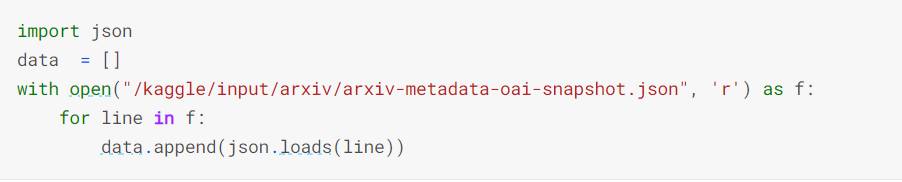 import json
data  = []
with open("/kaggle/input/arxiv/arxiv-metadata-oai-snapshot.json", 'r') as f:
    for line in f:
        data.append(json.loads(line))